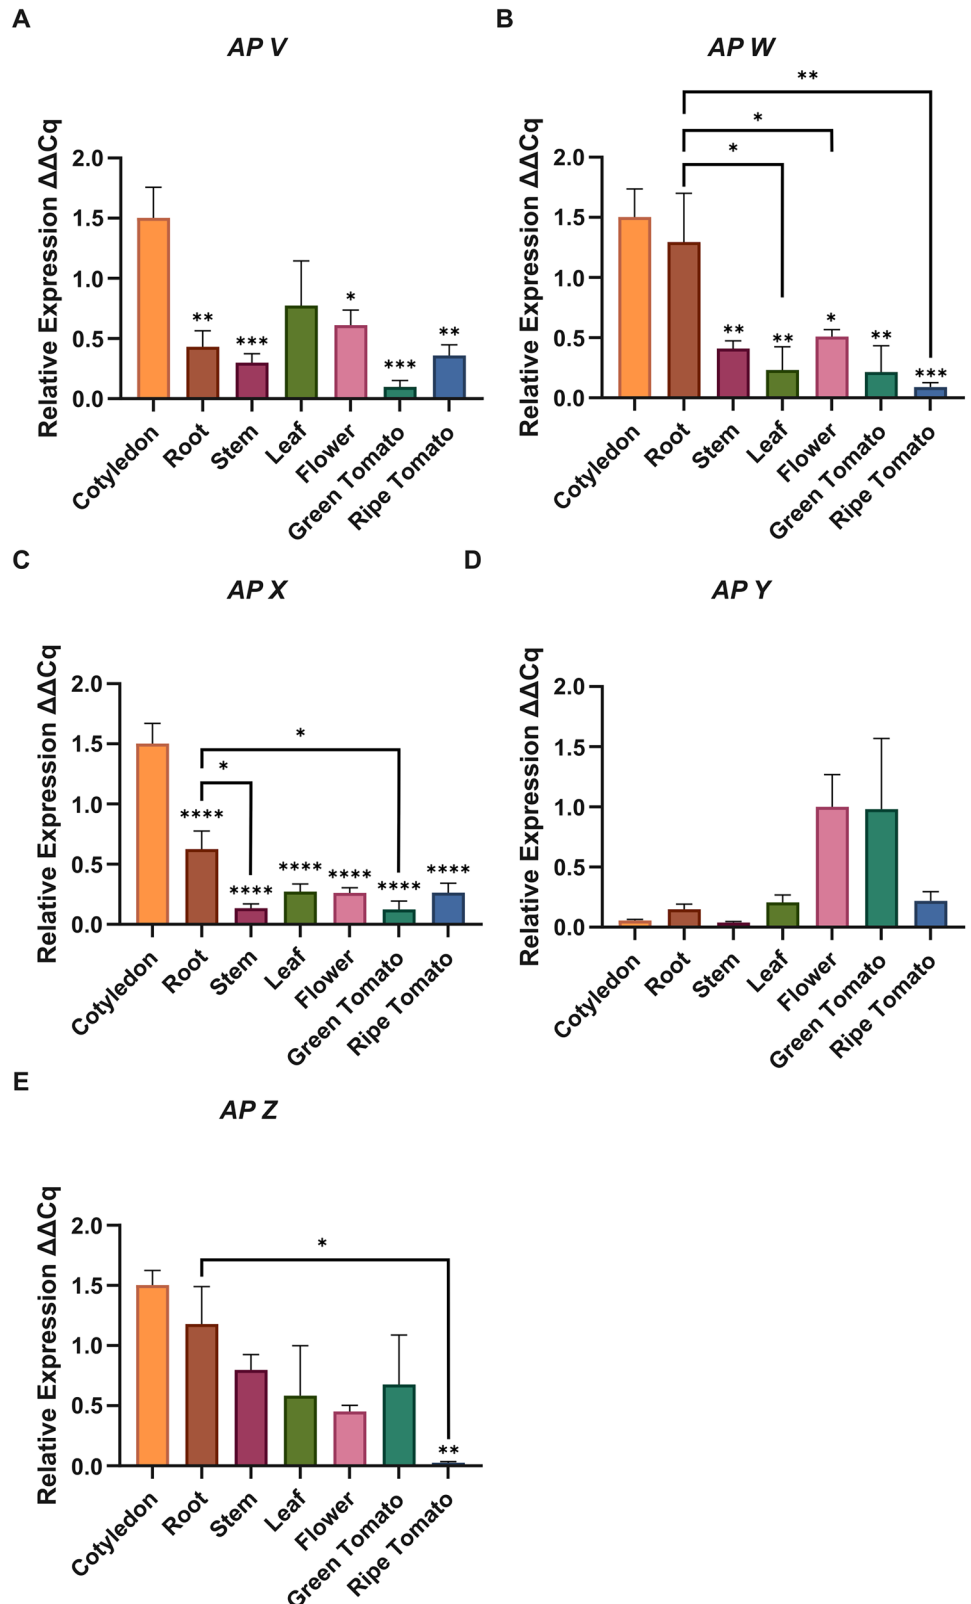 A
AP V
Relative Expression ΔΔCq
2.0
1.5
1.0
0.5
0.0
**
***
*
***
**
Cotyledon
Root
Stem
Leaf
Flower
Green Tomato
Ripe Tomato
B
AP W
Relative Expression ΔΔCq
2.0
1.5
1.0
0.5
0.0
**
*
*
**
**
*
**
***
Cotyledon
Root
Stem
Leaf
Flower
Green Tomato
Ripe Tomato
C
AP X
Relative Expression ΔΔCq
2.0
1.5
1.0
0.5
0.0
*
*
****
****
****
****
****
****
Cotyledon
Root
Stem
Leaf
Flower
Green Tomato
Ripe Tomato
D
AP Y
Relative Expression ΔΔCq
2.0
1.5
1.0
0.5
0.0
Cotyledon
Root
Stem
Leaf
Flower
Green Tomato
Ripe Tomato
E
AP Z
Relative Expression ΔΔCq
2.0
1.5
1.0
0.5
0.0
*
**
Cotyledon
Root
Stem
Leaf
Flower
Green Tomato
Ripe Tomato